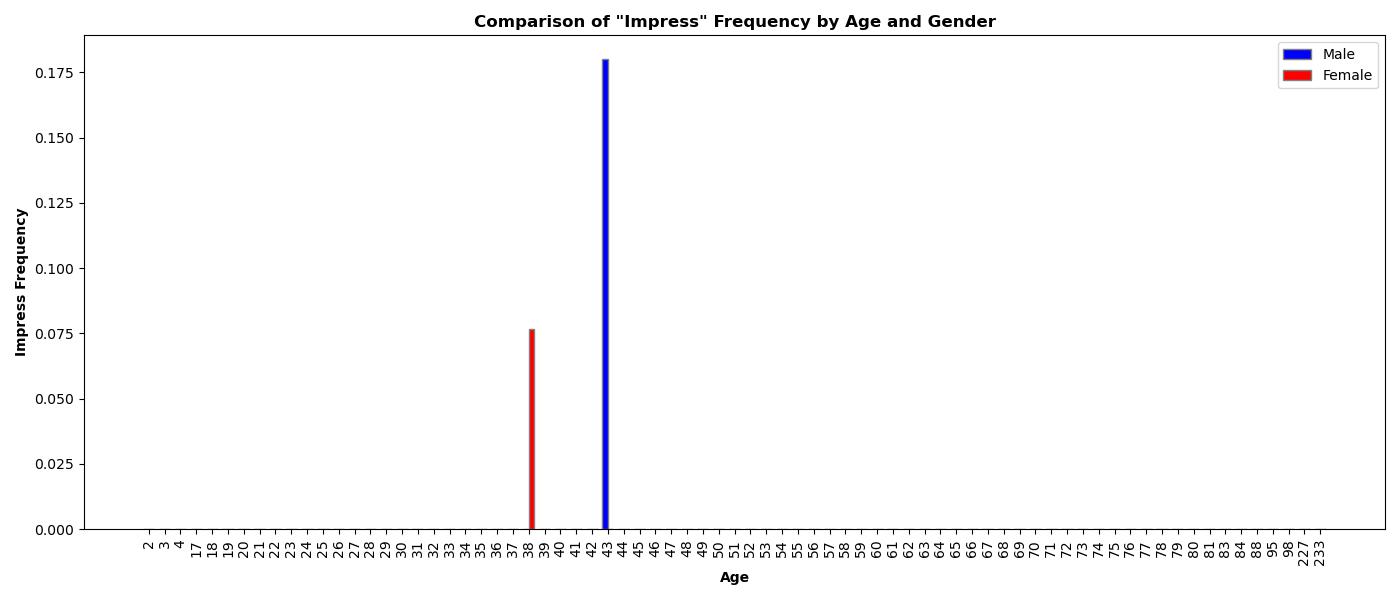 Comparison of "Impress" Frequency by Age and Gender
Male
Female
0.175
0.150
0.125
0.100
0.075
0.050
0.025
0.000
Impress Frequency
2 3 4 17 18 19 20 21 22 23 24 25 26 27 28 29 30 31 32 33 34 35 36 37 38 39 40 41 42 43 44 45 46 47 48 49 50 51 52 53 54 55 56 57 58 59 60 61 62 63 64 65 66 67 68 69 70 71 72 73 74 75 76 77 78 79 80 81 83 84 88 95 98 227 233
Age